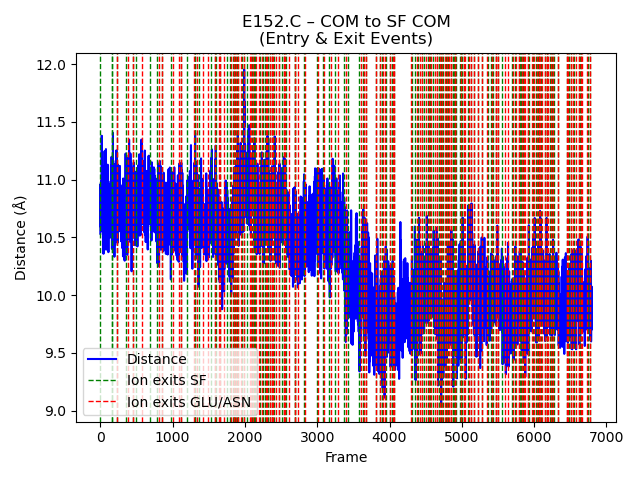 E152.C – COM to SF COM
(Entry & Exit Events)
Distance (Å)
12.0
11.5
11.0
10.5
10.0
9.5
9.0
Distance
Ion exits SF
Ion exits GLU/ASN
0 1000 2000 3000 4000 5000 6000 7000
Frame